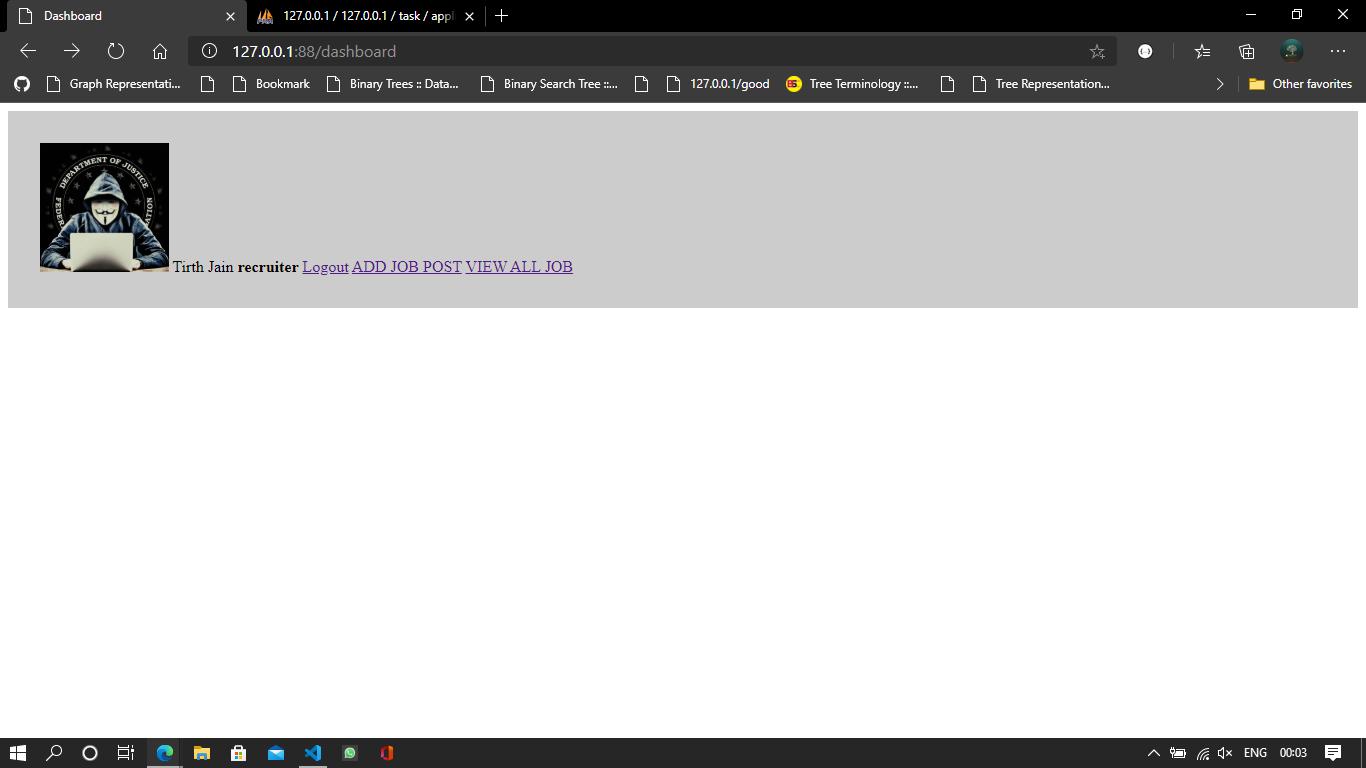 Dashboard
127.0.0.1 / 127.0.0.1 / task / appl
127.0.0.1:88/dashboard
Graph Representati...
Bookmark
Binary Trees :: Data...
Binary Search Tree ::...
127.0.0.1/good
Tree Terminology ::...
Tree Representation...
Other favorites
DEPARTMENT OF JUSTICE
Tirth Jain recruiter Logout ADD JOB POST VIEW ALL JOB
ENG
00:03